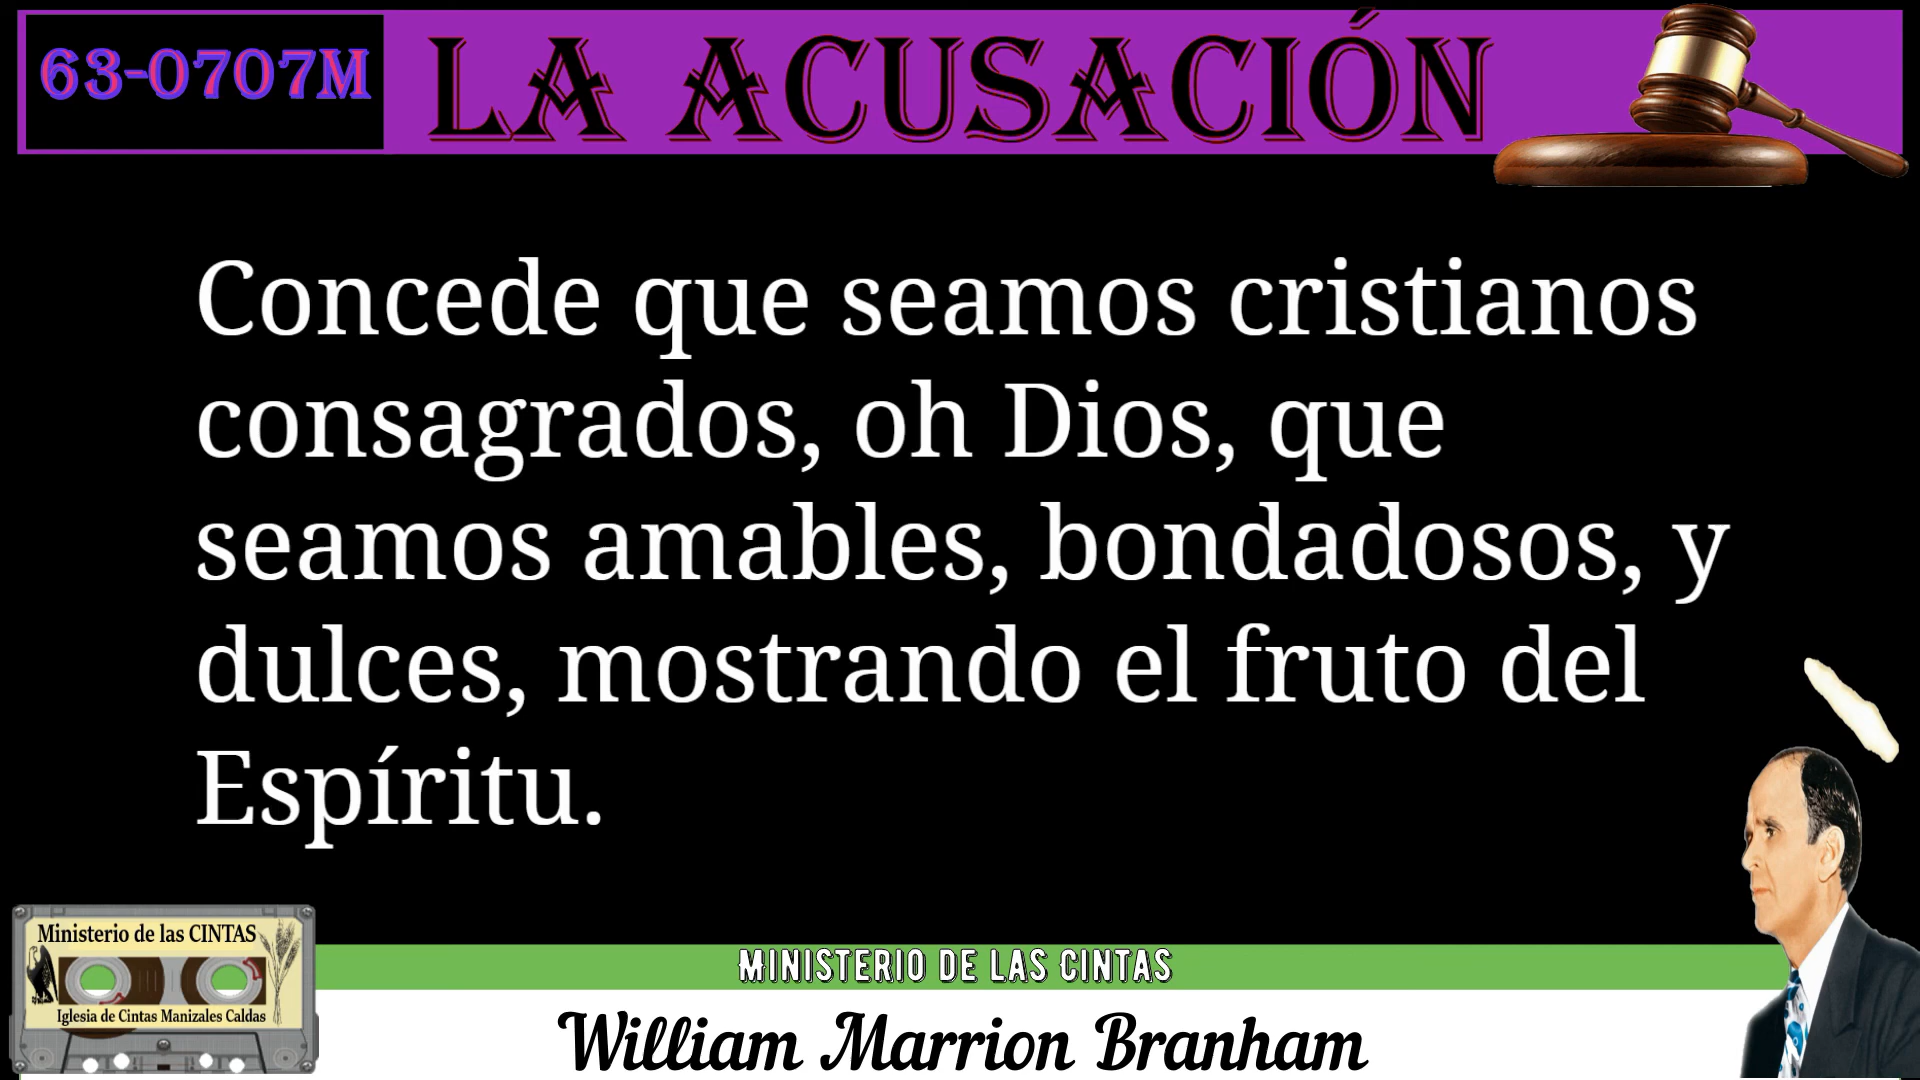 63-0707M
LA ACUSACIÓN
Concede que seamos cristianos
consagrados, oh Dios, que
seamos amables, bondadosos, y
dulces, mostrando el fruto del
Espíritu.
Ministerio de las CINTAS
Iglesia de Cintas Manizales Caldas
MINISTERIO DE LAS CINTAS
William Marrion Branham